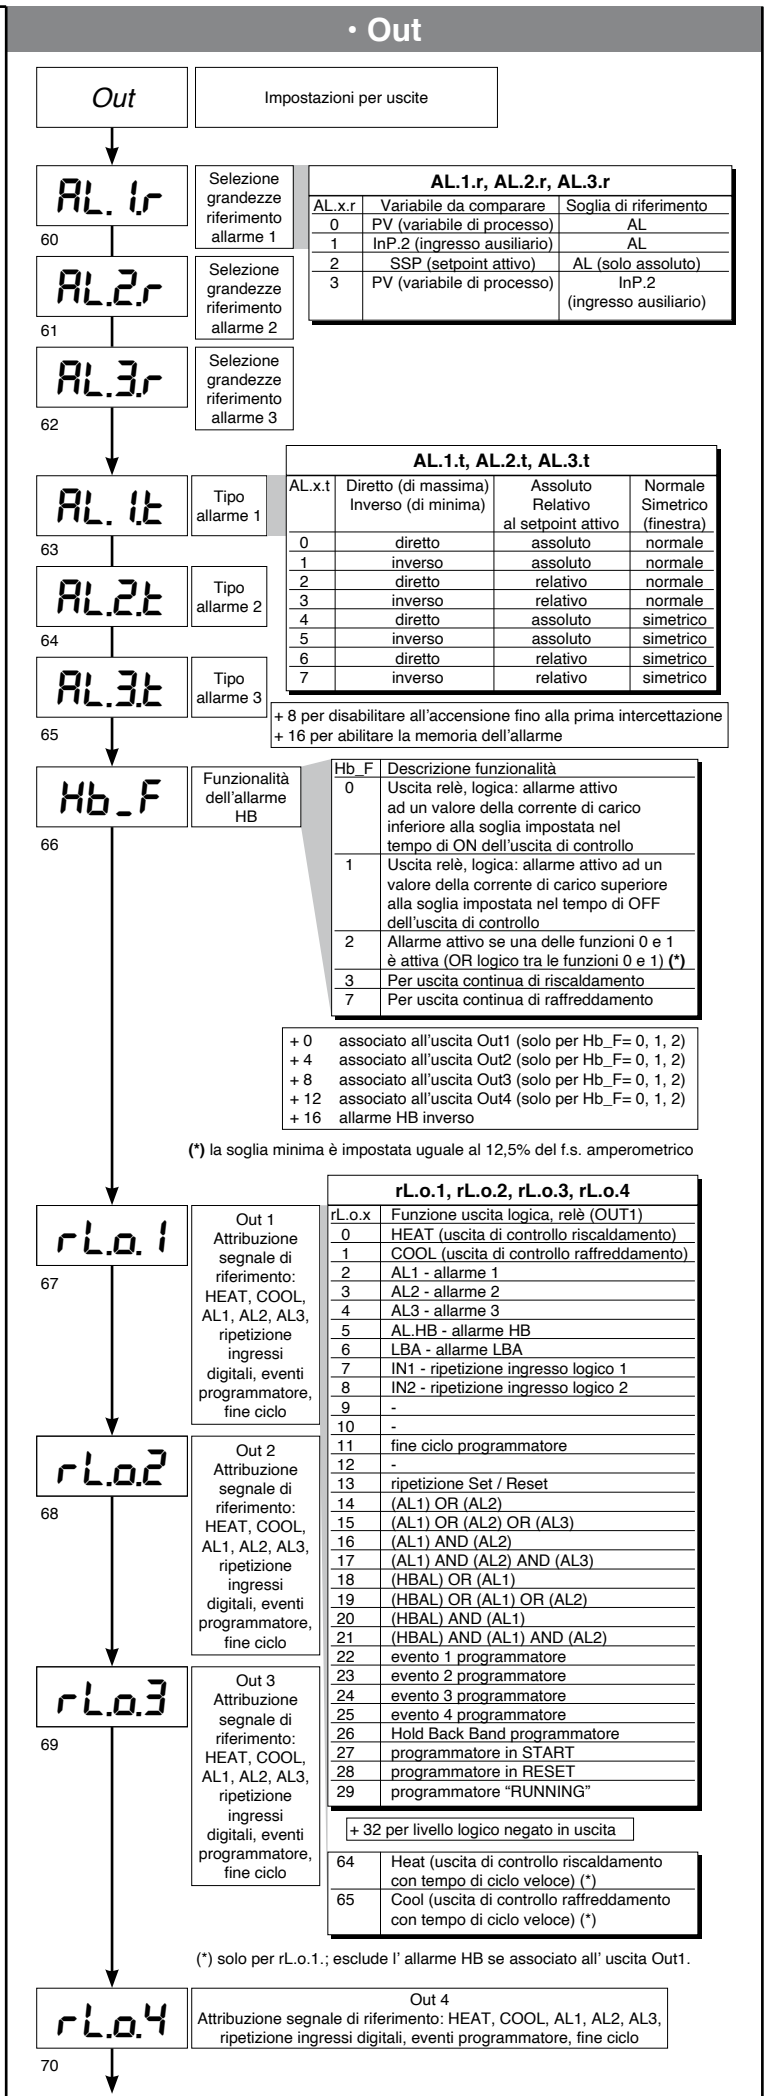 • Out
Out
Impostazioni per uscite
AL. 1.r
60
Selezione
grandezze
riferimento
allarme 1
AL.1.r, AL.2.r, AL.3.r
AL.x.r Variabile da comparare Soglia di riferimento
0 PV (variabile di processo) AL
1 InP.2 (ingresso ausiliario) AL
2 SSP (setpoint attivo) AL (solo assoluto)
3 PV (variabile di processo) InP.2
(ingresso ausiliario)
AL.2.r
61
Selezione
grandezze
riferimento
allarme 2
AL.3.r
62
Selezione
grandezze
riferimento
allarme 3
AL. 1.t
63
Tipo
allarme 1
AL.1.t, AL.2.t, AL.3.t
AL.x.t Diretto (di massima) Assoluto Normale
Inverso (di minima) Relativo Simetrico
al setpoint attivo (finestra)
0 diretto assoluto normale
1 inverso assoluto normale
2 diretto relativo normale
3 inverso relativo normale
4 diretto assoluto simetrico
5 inverso assoluto simetrico
6 diretto relativo simetrico
7 inverso relativo simetrico
AL.2.t
64
Tipo
allarme 2
AL.3.t
65
Tipo
allarme 3
+ 8 per disabilitare all'accensione fino alla prima intercettazione
+ 16 per abilitare la memoria dell'allarme
Hb_F
66
Funzionalità
dell'allarme
HB
Hb_F Descrizione funzionalità
0 Uscita relè, logica: allarme attivo
ad un valore della corrente di carico
inferiore alla soglia impostata nel
tempo di ON dell'uscita di controllo
1 Uscita relè, logica: allarme attivo ad un
valore della corrente di carico superiore
alla soglia impostata nel tempo di OFF
dell'uscita di controllo
2 Allarme attivo se una delle funzioni 0 e 1
è attiva (OR logico tra le funzioni 0 e 1) (*)
3 Per uscita continua di riscaldamento
7 Per uscita continua di raffreddamento
+ 0 associato all'uscita Out1 (solo per Hb_F= 0, 1, 2)
+ 4 associato all'uscita Out2 (solo per Hb_F= 0, 1, 2)
+ 8 associato all'uscita Out3 (solo per Hb_F= 0, 1, 2)
+ 12 associato all'uscita Out4 (solo per Hb_F= 0, 1, 2)
+ 16 allarme HB inverso
(*) la soglia minima è impostata uguale al 12,5% del f.s. amperometrico
rL.o. 1
67
Out 1
Attribuzione
segnale di
riferimento:
HEAT, COOL,
AL1, AL2, AL3,
ripetizione
ingressi
digitali, eventi
programmatore,
fine ciclo
rL.o.1, rL.o.2, rL.o.3, rL.o.4
rL.o.x Funzione uscita logica, relè (OUT1)
0 HEAT (uscita di controllo riscaldamento)
1 COOL (uscita di controllo raffreddamento)
2 AL1 - allarme 1
3 AL2 - allarme 2
4 AL3 - allarme 3
5 AL.HB - allarme HB
6 LBA - allarme LBA
7 IN1 - ripetizione ingresso logico 1
8 IN2 - ripetizione ingresso logico 2
9 -
10 -
11 fine ciclo programmatore
12 -
13 ripetizione Set / Reset
14 (AL1) OR (AL2)
15 (AL1) OR (AL2) OR (AL3)
16 (AL1) AND (AL2)
17 (AL1) AND (AL2) AND (AL3)
18 (HBAL) OR (AL1)
19 (HBAL) OR (AL1) OR (AL2)
20 (HBAL) AND (AL1)
21 (HBAL) AND (AL1) AND (AL2)
22 evento 1 programmatore
23 evento 2 programmatore
24 evento 3 programmatore
25 evento 4 programmatore
26 Hold Back Band programmatore
27 programmatore in START
28 programmatore in RESET
29 programmatore “RUNNING”
rL.o.2
68
Out 2
Attribuzione
segnale di
riferimento:
HEAT, COOL,
AL1, AL2, AL3,
ripetizione
ingressi
digitali, eventi
programmatore,
fine ciclo
rL.o.3
69
Out 3
Attribuzione
segnale di
riferimento:
HEAT, COOL,
AL1, AL2, AL3,
ripetizione
ingressi
digitali, eventi
programmatore,
fine ciclo
+ 32 per livello logico negato in uscita
64 Heat (uscita di controllo riscaldamento
con tempo di ciclo veloce) (*)
65 Cool (uscita di controllo raffreddamento
con tempo di ciclo veloce) (*)
(*) solo per rL.o.1.; esclude l' allarme HB se associato all' uscita Out1.
rL.o.4
70
Out 4
Attribuzione segnale di riferimento: HEAT, COOL, AL1, AL2, AL3,
ripetizione ingressi digitali, eventi programmatore, fine ciclo